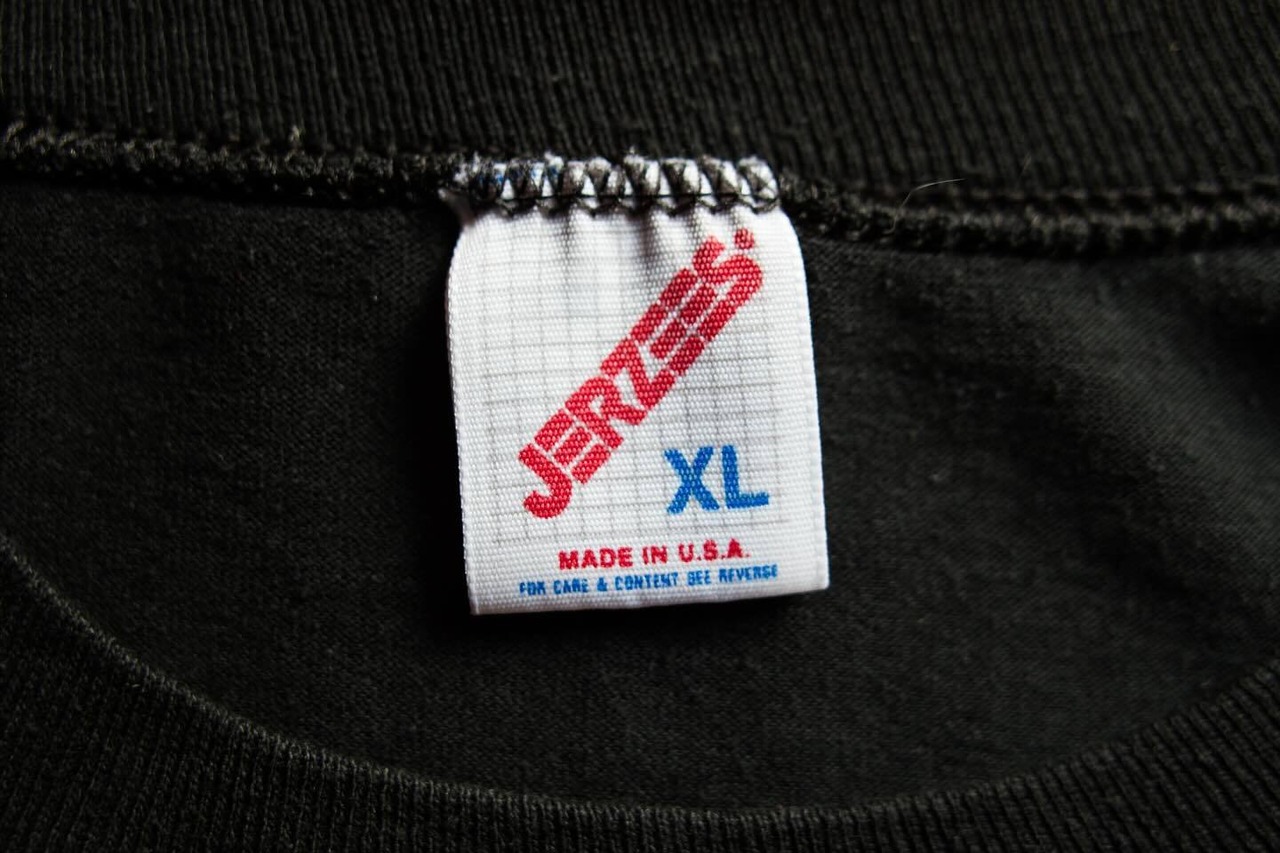 JERZEES.
XL
MADE IN U.S.A.
FOR CARE & CONTENT SEE REVERSE